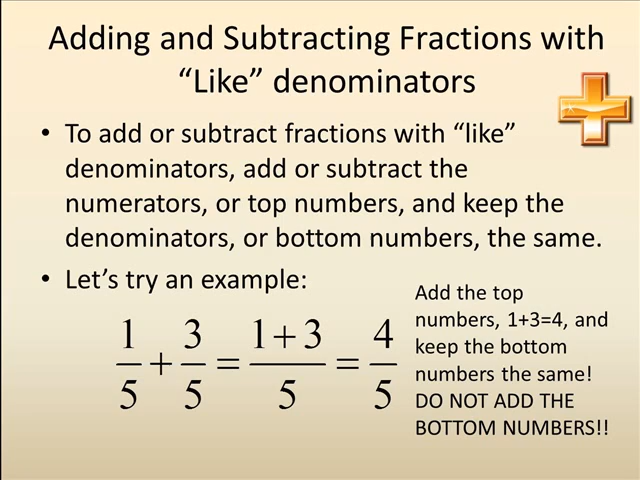 Adding and Subtracting Fractions with
“Like” denominators
• To add or subtract fractions with “like”
denominators, add or subtract the
numerators, or top numbers, and keep the
denominators, or bottom numbers, the same.
• Let’s try an example:
1/5 + 3/5 = (1+3)/5 = 4/5
Add the top
numbers, 1+3=4, and
keep the bottom
numbers the same!
DO NOT ADD THE
BOTTOM NUMBERS!!